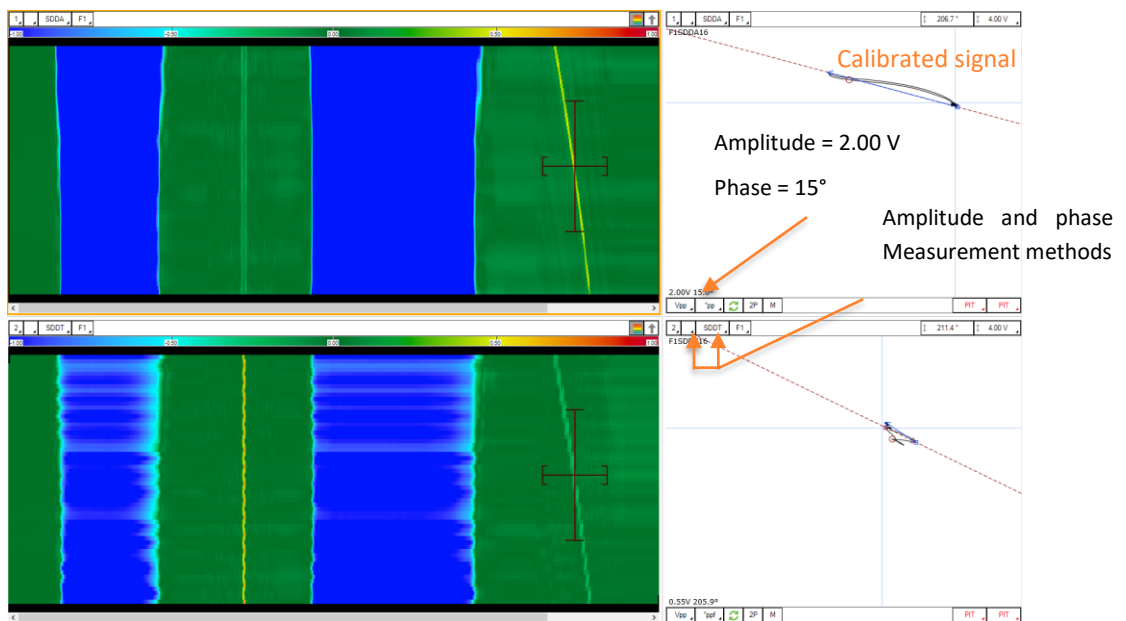 1 SDDA F1
-1.00 -0.50 0.00 0.50 1.00
1 SDDA F1 206.7° 4.00 V
F1SDDA16
Calibrated signal
Amplitude = 2.00 V
Phase = 15°
Amplitude and phase
Measurement methods
2.00V 15.0°
Vpp °pp 2P M PIT PIT
2 SDDT F1
-1.00 -0.50 0.00 0.50 1.00
2 SDDT F1 211.4° 4.00 V
0.55V 205.9°
Vpp °ppf 2P M PIT PIT